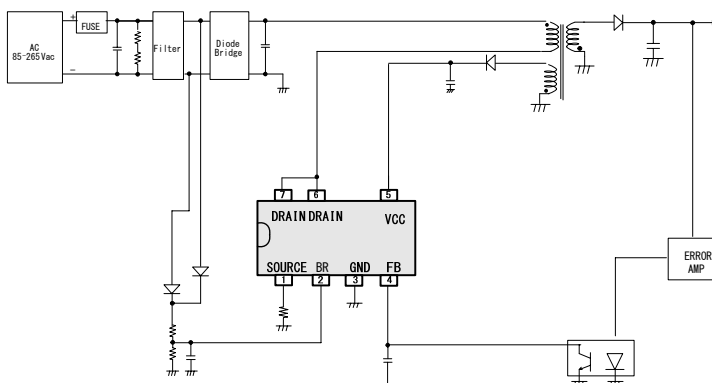 AC
85-265Vac
+
−
FUSE
Filter
Diode
Bridge
7
6
5
DRAIN DRAIN
VCC
SOURCE BR GND FB
1
2
3
4
ERROR
AMP